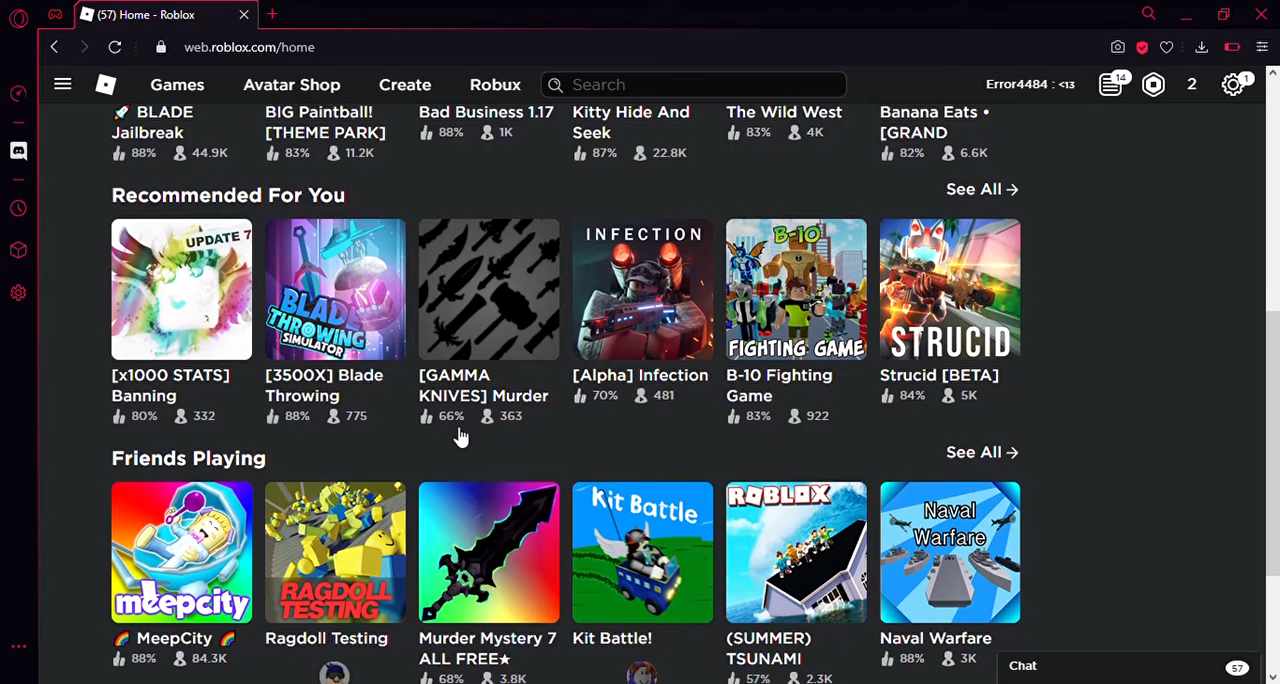 (57) Home - Roblox
web.roblox.com/home
Games
Avatar Shop
Create
Robux
Search
Error4484 : <13
14
2
1
🚀 BLADE
Jailbreak
88% 44.9K
BIG Paintball!
[THEME PARK]
83% 11.2K
Bad Business 1.17
88% 1K
Kitty Hide And
Seek
87% 22.8K
The Wild West
83% 4K
Banana Eats •
[GRAND
82% 6.6K
Recommended For You
See All →
UPDATE 7
[x1000 STATS]
Banning
80% 332
BLADE
THROWING
SIMULATOR
[3500X] Blade
Throwing
88% 775
[GAMMA
KNIVES] Murder
66% 363
INFECTION
[Alpha] Infection
70% 481
B-10
FIGHTING GAME
B-10 Fighting
Game
83% 922
STRUCID
Strucid [BETA]
84% 5K
Friends Playing
See All →
meepcity
🌈 MeepCity 🌈
88% 84.3K
RAGDOLL
TESTING
Ragdoll Testing
Murder Mystery 7
ALL FREE★
68% 3.8K
Kit Battle
Kit Battle!
ROBLOX
(SUMMER)
TSUNAMI
57% 2.3K
Naval
Warfare
Naval Warfare
88% 3K
Chat
57